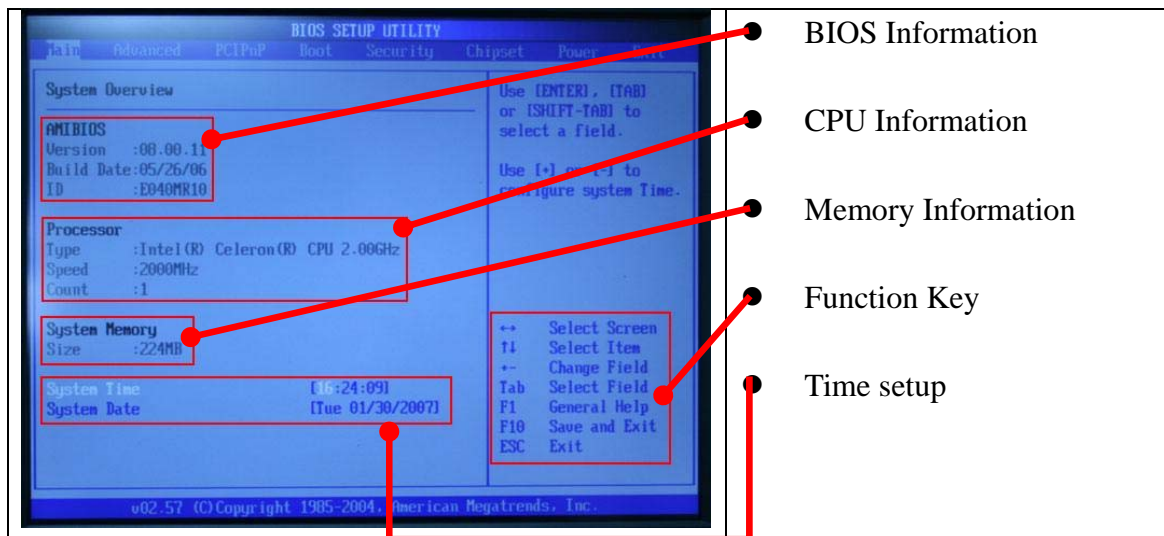 BIOS SETUP UTILITY
Main Advanced PCIPnP Boot Security Chipset Power Exit
System Overview
AMIBIOS
Version :08.00.11
Build Date:05/26/06
ID :E040MR10
Processor
Type :Intel(R) Celeron(R) CPU 2.00GHz
Speed :2000MHz
Count :1
System Memory
Size :224MB
System Time [16:24:09]
System Date [Tue 01/30/2007]
Use [ENTER], [TAB]
or [SHIFT-TAB] to
select a field.
Use [+] or [-] to
configure system Time.
↔ Select Screen
↑↓ Select Item
+- Change Field
Tab Select Field
F1 General Help
F10 Save and Exit
ESC Exit
v02.57 (C)Copyright 1985-2004, American Megatrends, Inc.
● BIOS Information
● CPU Information
● Memory Information
● Function Key
● Time setup